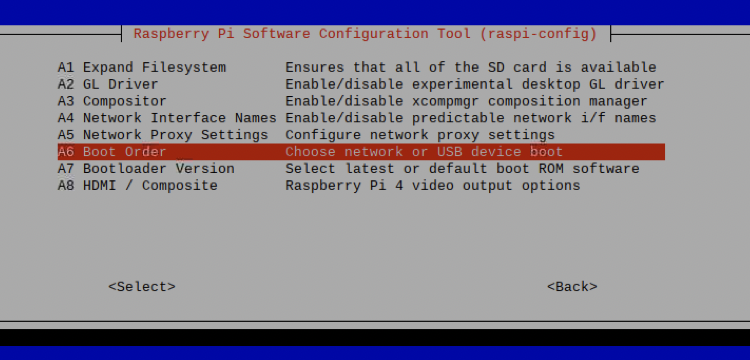 Raspberry Pi Software Configuration Tool (raspi-config)
A1 Expand Filesystem Ensures that all of the SD card is available
A2 GL Driver Enable/disable experimental desktop GL driver
A3 Compositor Enable/disable xcompmgr composition manager
A4 Network Interface Names Enable/disable predictable network i/f names
A5 Network Proxy Settings Configure network proxy settings
A6 Boot Order Choose network or USB device boot
A7 Bootloader Version Select latest or default boot ROM software
A8 HDMI / Composite Raspberry Pi 4 video output options
<Select> <Back>